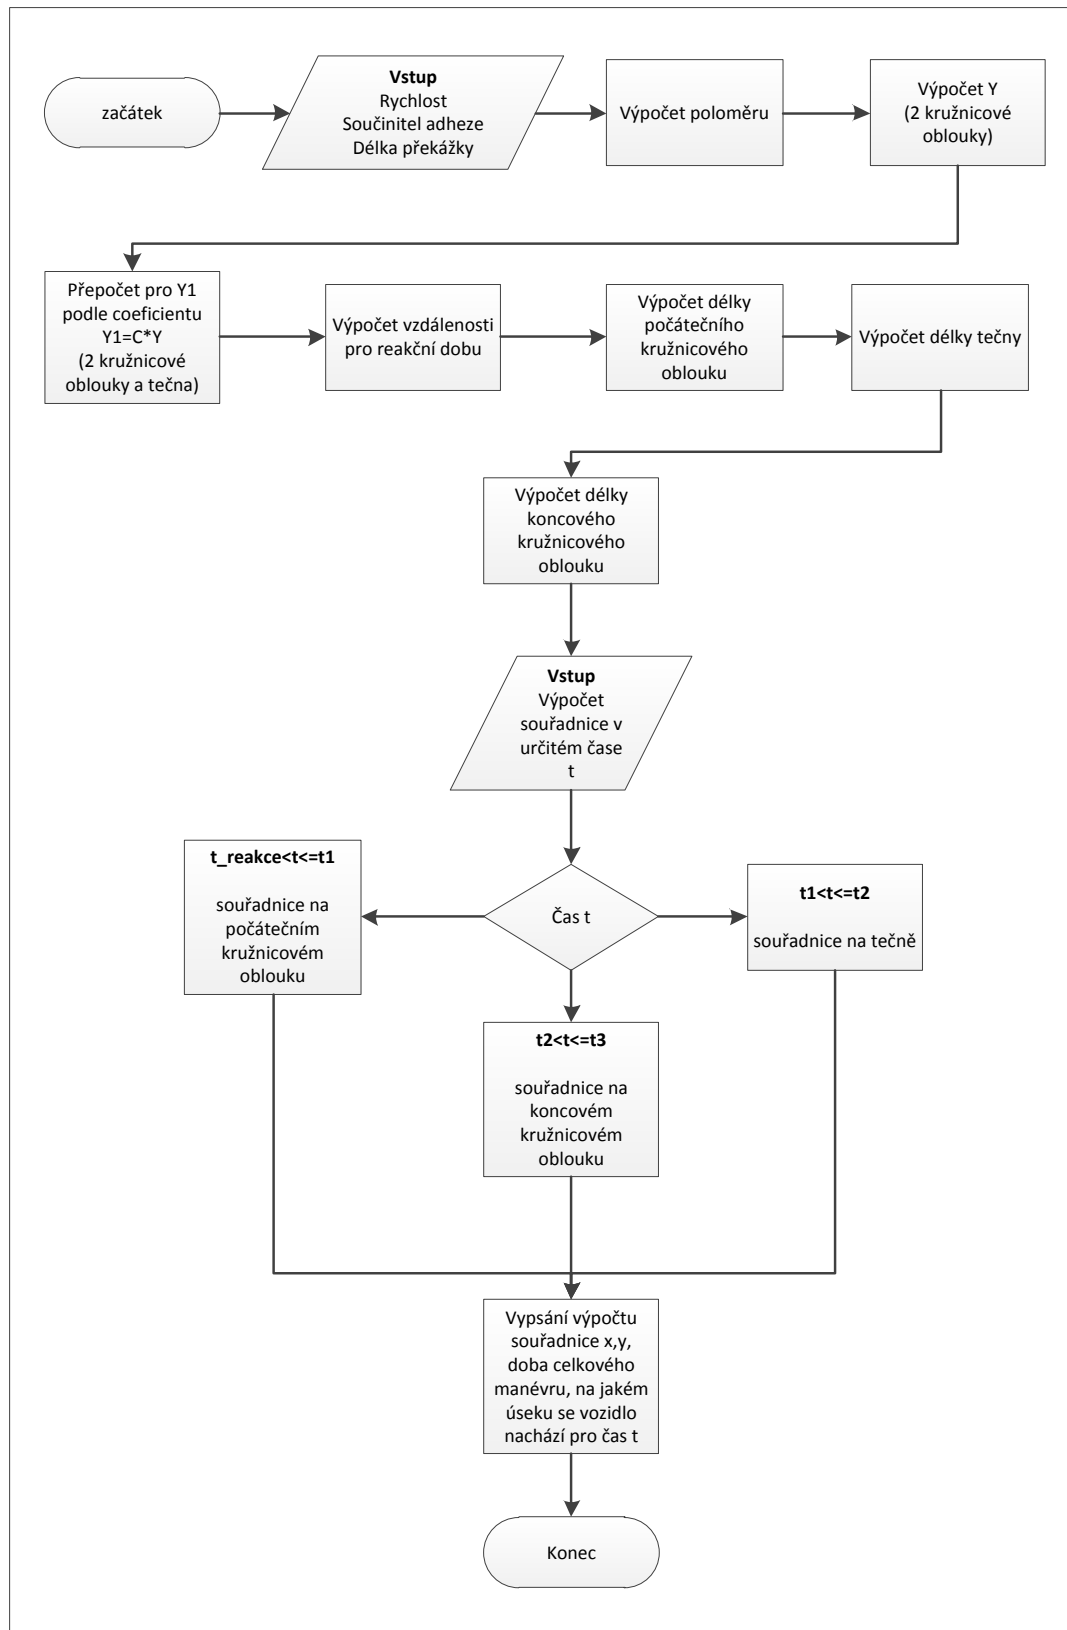 začátek
Vstup
Rychlost
Součinitel adheze
Délka překážky
Výpočet poloměru
Výpočet Y
(2 kružnicové
oblouky)
Přepočet pro Y1
podle coeficientu
Y1=C*Y
(2 kružnicové
oblouky a tečna)
Výpočet vzdálenosti
pro reakční dobu
Výpočet délky
počátečního
kružnicového
oblouku
Výpočet délky tečny
Výpočet délky
koncového
kružnicového
oblouku
Vstup
Výpočet
souřadnice v
určitém čase
t
Čas t
t_reakce<t<=t1
souřadnice na
počátečním
kružnicovém
oblouku
t1<t<=t2
souřadnice na tečně
t2<t<=t3
souřadnice na
koncovém
kružnicovém
oblouku
Vypsání výpočtu
souřadnice x,y,
doba celkového
manévru, na jakém
úseku se vozidlo
nachází pro čas t
Konec